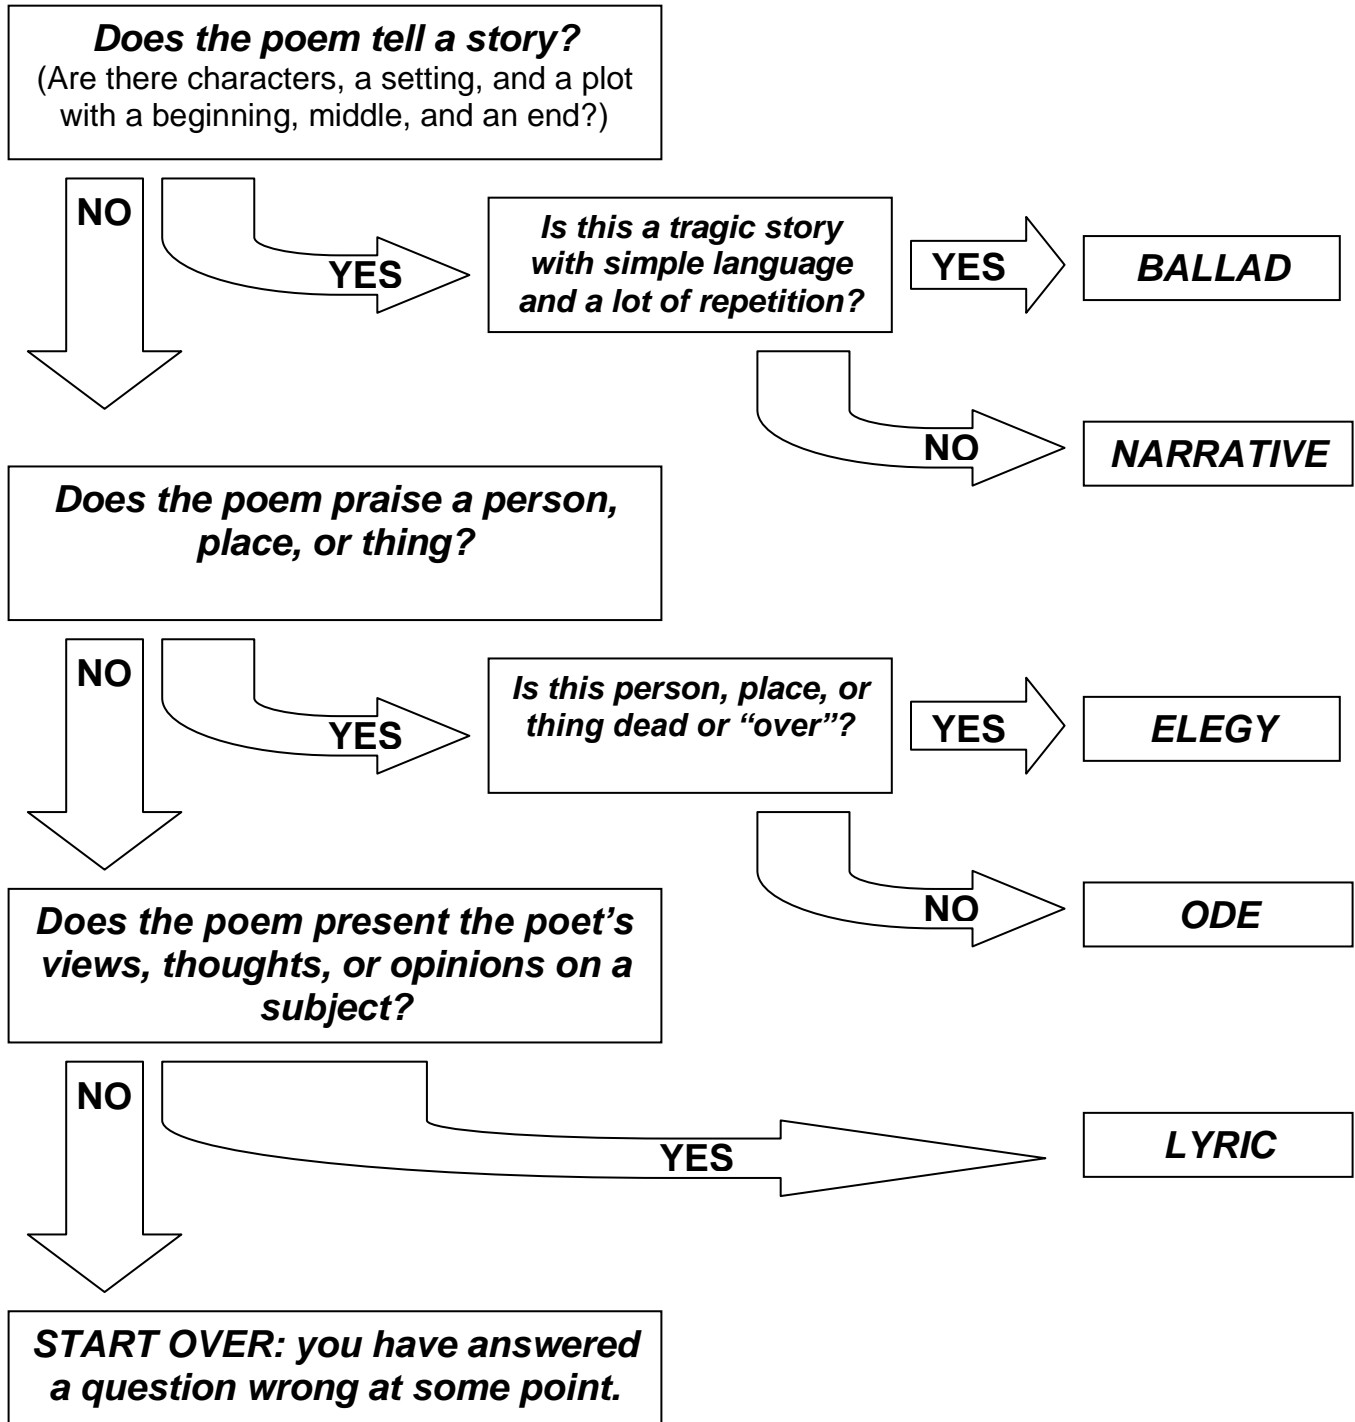 Does the poem tell a story?
(Are there characters, a setting, and a plot
with a beginning, middle, and an end?)
NO
YES
Is this a tragic story
with simple language
and a lot of repetition?
YES
BALLAD
NO
NARRATIVE
Does the poem praise a person,
place, or thing?
NO
YES
Is this person, place, or
thing dead or “over”?
YES
ELEGY
NO
ODE
Does the poem present the poet’s
views, thoughts, or opinions on a
subject?
NO
YES
LYRIC
START OVER: you have answered
a question wrong at some point.